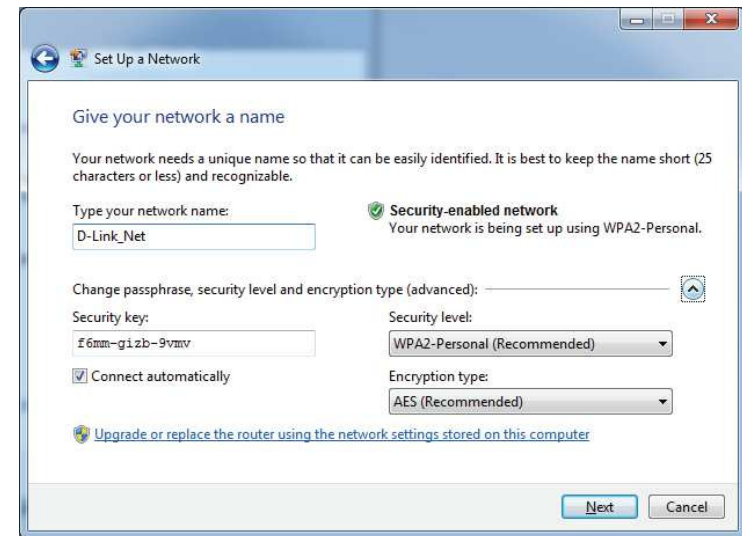 Set Up a Network
Give your network a name
Your network needs a unique name so that it can be easily identified. It is best to keep the name short (25
characters or less) and recognizable.
Type your network name:
D-Link_Net
Security-enabled network
Your network is being set up using WPA2-Personal.
Change passphrase, security level and encryption type (advanced):
Security key:
f6mm-gizb-9vmv
Security level:
WPA2-Personal (Recommended)
Connect automatically
Encryption type:
AES (Recommended)
Upgrade or replace the router using the network settings stored on this computer
Next
Cancel